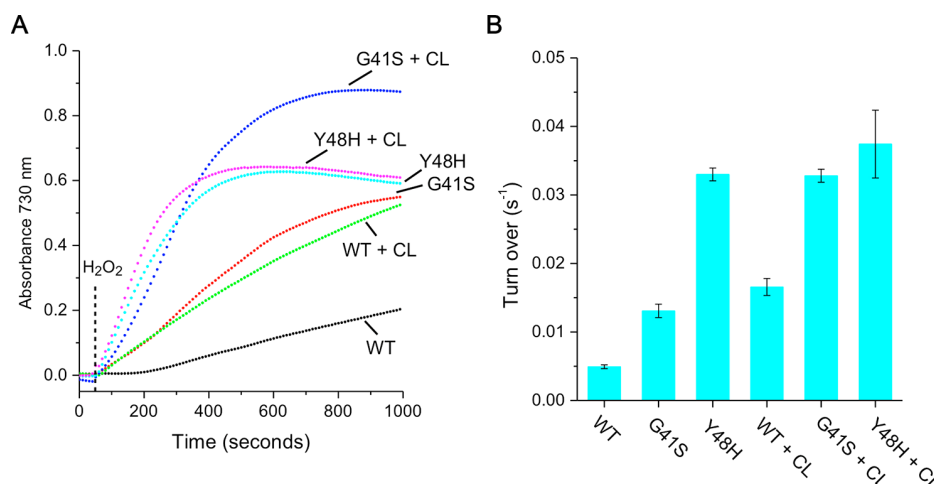 A
B
Absorbance 730 nm
1.0
0.8
0.6
0.4
0.2
0.0
H₂O₂
G41S + CL
Y48H + CL
Y48H
G41S
WT + CL
WT
0
200
400
600
800
1000
Time (seconds)
Turn over (s⁻¹)
0.05
0.04
0.03
0.02
0.01
0.00
WT
G41S
Y48H
WT + CL
G41S + CL
Y48H + CL